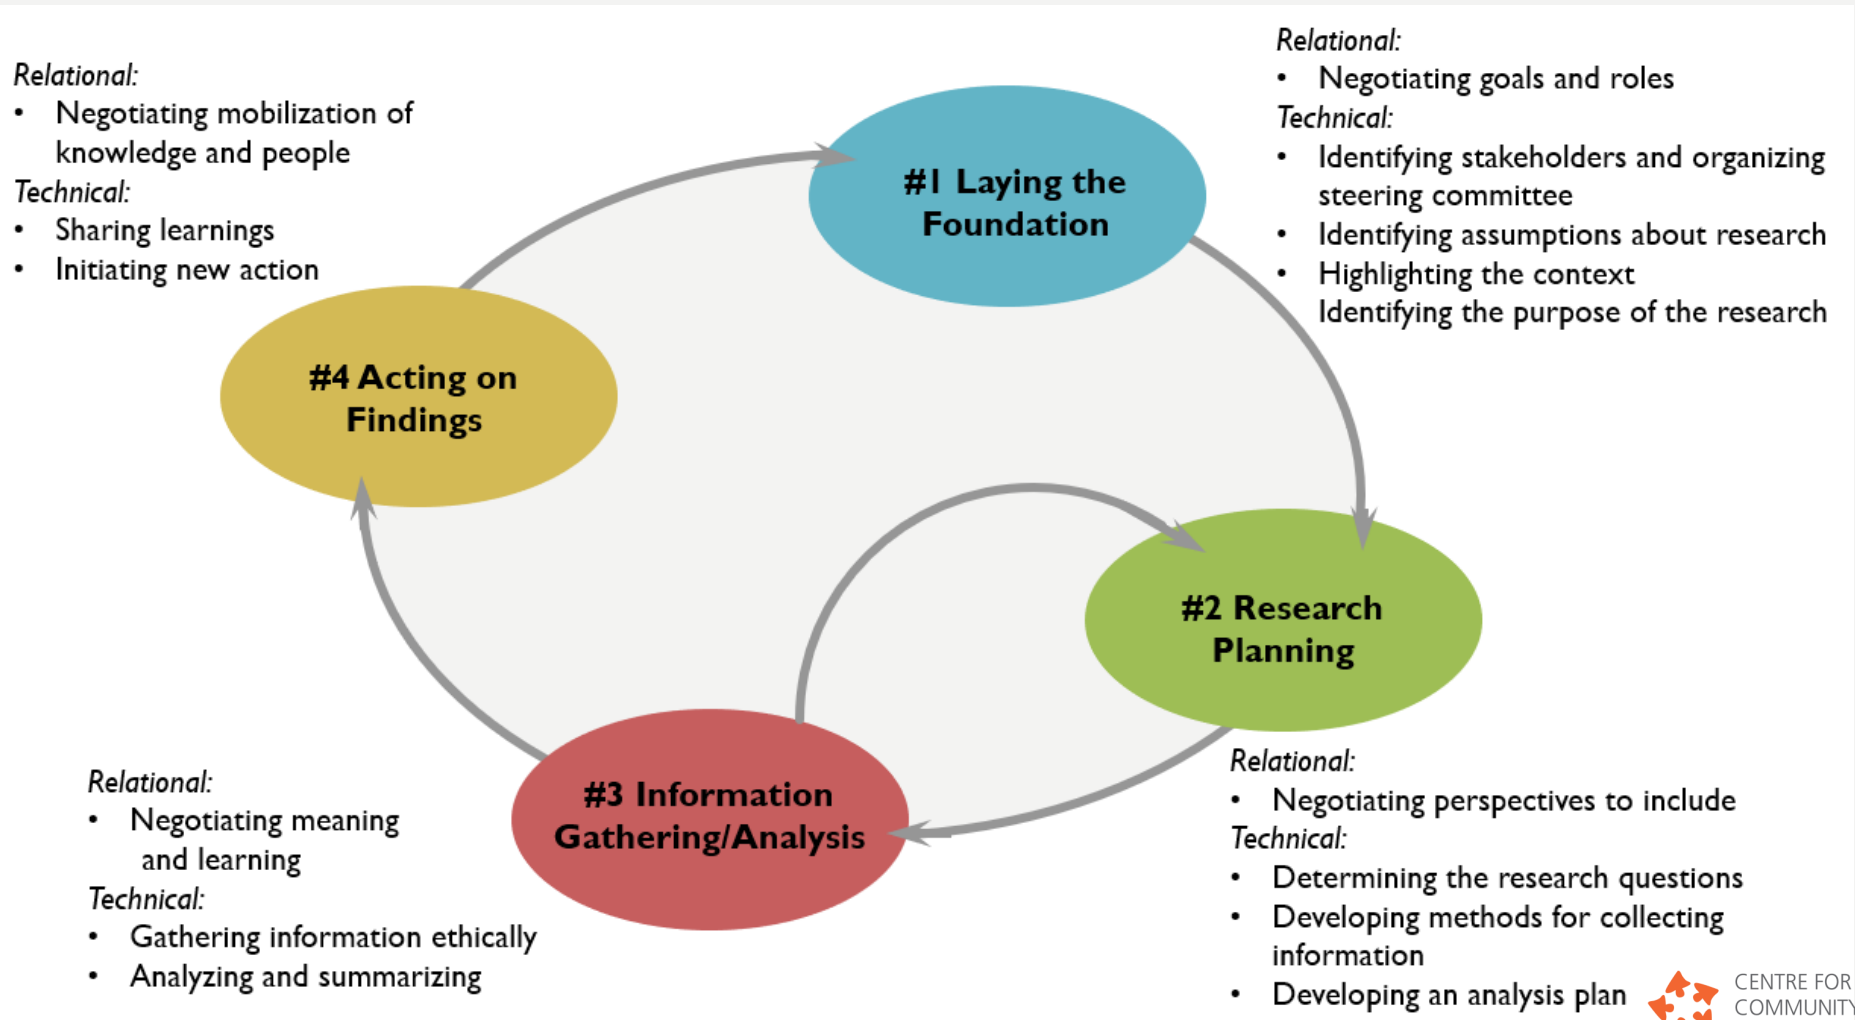 Relational:
• Negotiating mobilization of
knowledge and people
Technical:
• Sharing learnings
• Initiating new action
Relational:
• Negotiating goals and roles
Technical:
• Identifying stakeholders and organizing
steering committee
• Identifying assumptions about research
• Highlighting the context
Identifying the purpose of the research
#1 Laying the
Foundation
#4 Acting on
Findings
#2 Research
Planning
#3 Information
Gathering/Analysis
Relational:
• Negotiating meaning
and learning
Technical:
• Gathering information ethically
• Analyzing and summarizing
Relational:
• Negotiating perspectives to include
Technical:
• Determining the research questions
• Developing methods for collecting
information
• Developing an analysis plan
CENTRE FOR
COMMUNITY